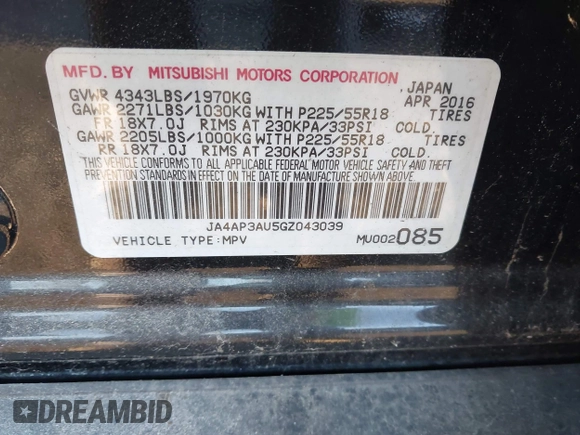 MFD. BY MITSUBISHI MOTORS CORPORATION
JAPAN
GVWR 4343LBS/1970KG APR 2016
GAWR 2271LBS/1030KG WITH P225/55R18 TIRES
FR 18X7.0J RIMS AT 230KPA/33PSI COLD.
GAWR 2205LBS/1000KG WITH P225/55R18 TIRES
RR 18X7.0J RIMS AT 230KPA/33PSI COLD.
THIS VEHICLE CONFORMS TO ALL APPLICABLE FEDERAL MOTOR VEHICLE SAFETY AND THEFT
PREVENTION STANDARDS IN EFFECT ON THE DATE OF MANUFACTURE SHOWN ABOVE.
JA4AP3AU5GZ043039
VEHICLE TYPE:MPV MU002085
DREAMBID